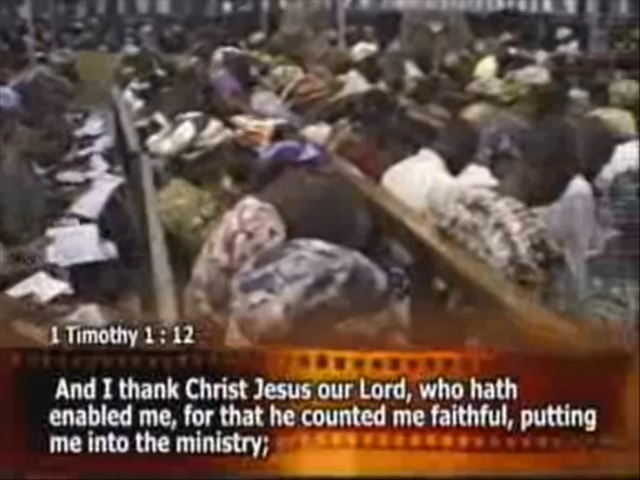 1 Timothy 1 : 12
And I thank Christ Jesus our Lord, who hath
enabled me, for that he counted me faithful, putting
me into the ministry;